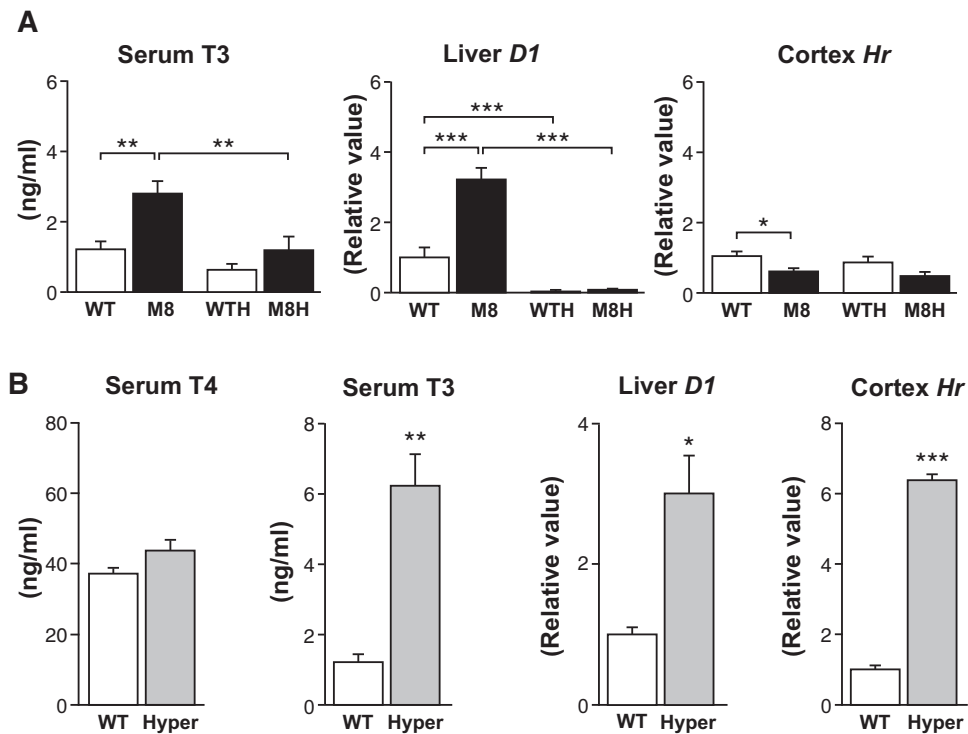 A
Serum T3 Liver D1 Cortex Hr
(ng/ml) (Relative value) (Relative value)
6 6 6
***
** ** *** ***
4 4 4
2 2 2
*
0 0 0
WT M8 WTH M8H WT M8 WTH M8H WT M8 WTH M8H
B
Serum T4 Serum T3 Liver D1 Cortex Hr
(ng/ml) (ng/ml) (Relative value) (Relative value)
80 8 4 8
** * ***
60 6 6
40 4 2 4
20 2 2
0 0 0 0
WT Hyper WT Hyper WT Hyper WT Hyper